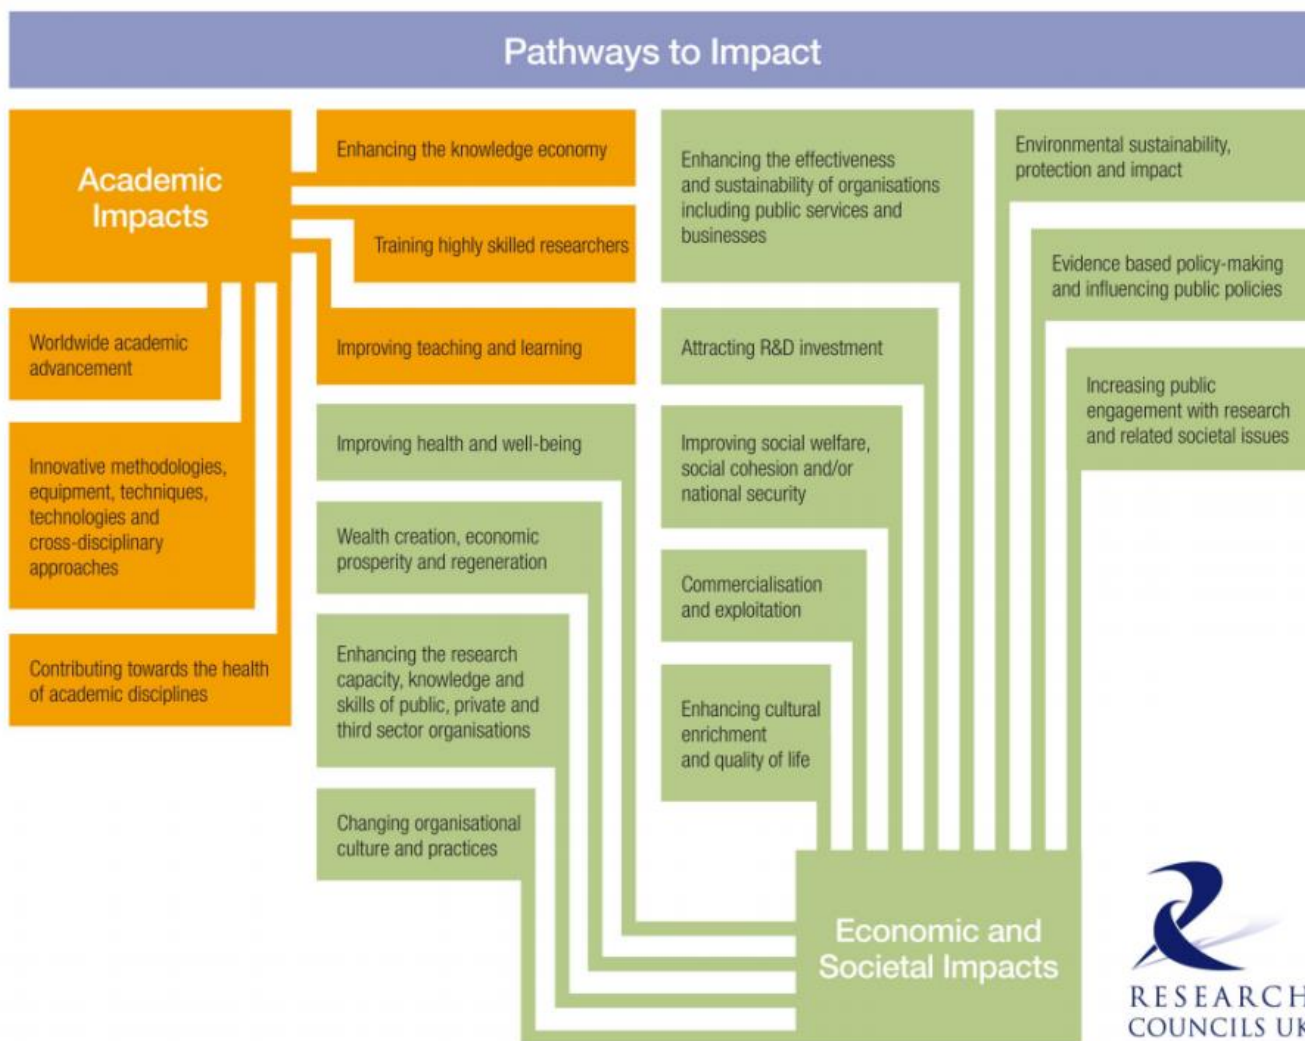 Pathways to Impact
Academic
Impacts
Enhancing the knowledge economy
Training highly skilled researchers
Improving teaching and learning
Worldwide academic
advancement
Innovative methodologies,
equipment, techniques,
technologies and
cross-disciplinary
approaches
Contributing towards the health
of academic disciplines
Improving health and well-being
Wealth creation, economic
prosperity and regeneration
Enhancing the research
capacity, knowledge and
skills of public, private and
third sector organisations
Changing organisational
culture and practices
Enhancing the effectiveness
and sustainability of organisations
including public services and
businesses
Attracting R&D investment
Improving social welfare,
social cohesion and/or
national security
Commercialisation
and exploitation
Enhancing cultural
enrichment
and quality of life
Environmental sustainability,
protection and impact
Evidence based policy-making
and influencing public policies
Increasing public
engagement with research
and related societal issues
Economic and
Societal Impacts
RESEARCH
COUNCILS UK